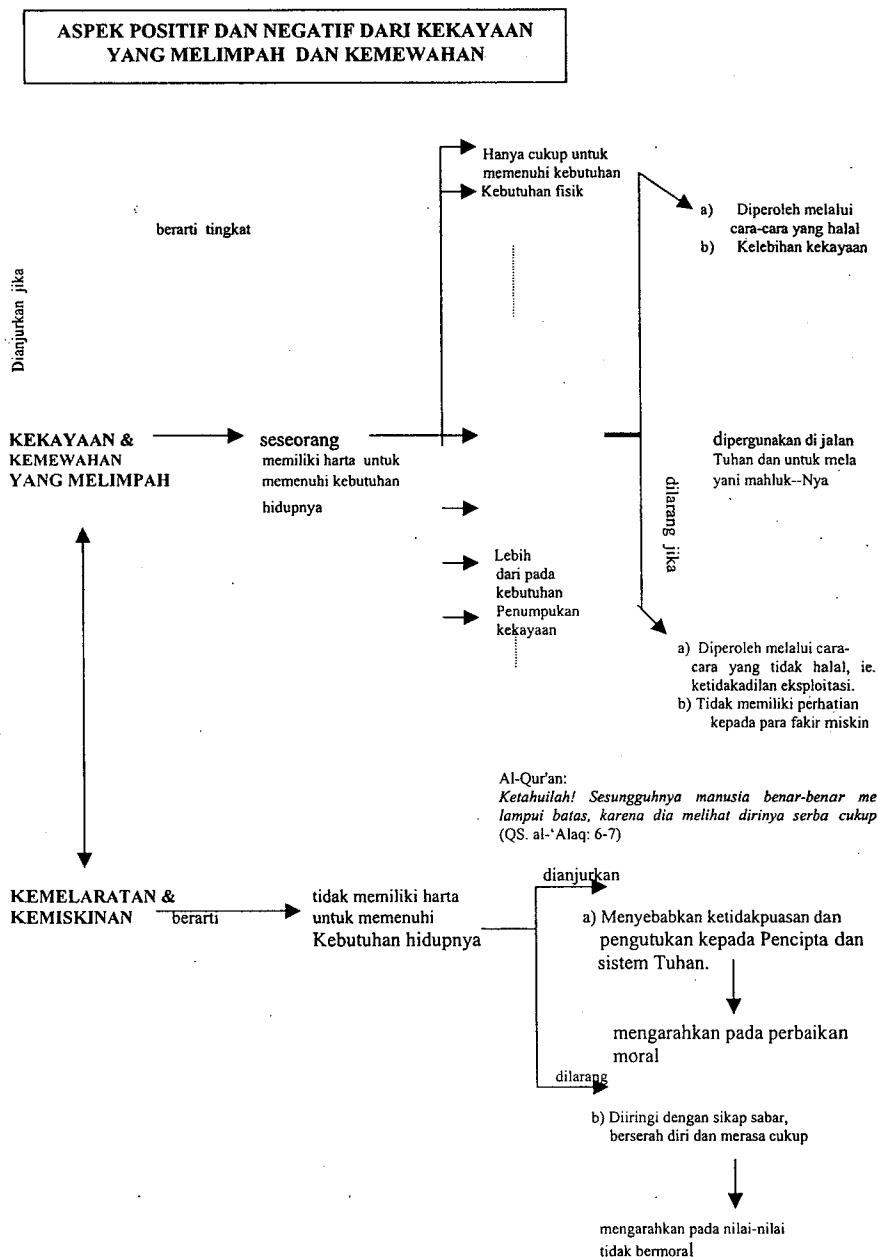 ASPEK POSITIF DAN NEGATIF DARI KEKAYAAN
YANG MELIMPAH DAN KEMEWAHAN
Hanya cukup untuk
memenuhi kebutuhan
Kebutuhan fisik
a) Diperoleh melalui
cara-cara yang halal
b) Kelebihan kekayaan
berarti tingkat
Dianjurkan jika
KEKAYAAN &
KEMEWAHAN
YANG MELIMPAH
seseorang
memiliki harta untuk
memenuhi kebutuhan
hidupnya
dipergunakan di jalan
Tuhan dan untuk mela
yani mahluk--Nya
dilarang jika
Lebih
dari pada
kebutuhan
Penumpukan
kekayaan
a) Diperoleh melalui cara-
cara yang tidak halal, ie.
ketidakadilan eksploitasi.
b) Tidak memiliki perhatian
kepada para fakir miskin
Al-Qur'an:
Ketahuilah! Sesungguhnya manusia benar-benar me
lampui batas, karena dia melihat dirinya serba cukup
(QS. al-‘Alaq: 6-7)
KEMELARATAN &
KEMISKINAN
berarti
tidak memiliki harta
untuk memenuhi
Kebutuhan hidupnya
dianjurkan
a) Menyebabkan ketidakpuasan dan
pengutukan kepada Pencipta dan
sistem Tuhan.
mengarahkan pada perbaikan
moral
dilarang
b) Diiringi dengan sikap sabar,
berserah diri dan merasa cukup
mengarahkan pada nilai-nilai
tidak bermoral